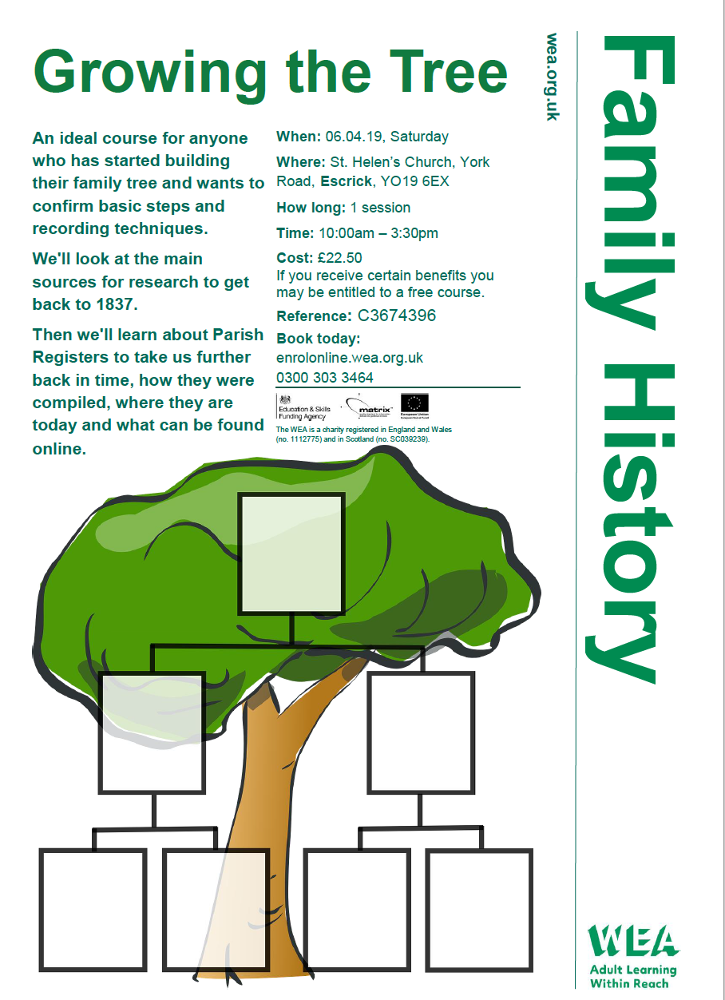 Growing the Tree
An ideal course for anyone
who has started building
their family tree and wants to
confirm basic steps and
recording techniques.
We'll look at the main
sources for research to get
back to 1837.
Then we'll learn about Parish
Registers to take us further
back in time, how they were
compiled, where they are
today and what can be found
online.
When: 06.04.19, Saturday
Where: St. Helen's Church, York
Road, Escrick, YO19 6EX
How long: 1 session
Time: 10:00am – 3:30pm
Cost: £22.50
If you receive certain benefits you
may be entitled to a free course.
Reference: C3674396
Book today:
enrolonline.wea.org.uk
0300 303 3464
Education & Skills
Funding Agency
matrix
European Union
The WEA is a charity registered in England and Wales
(no. 1112775) and in Scotland (no. SC039239).
wea.org.uk
Family History
WEA
Adult Learning
Within Reach